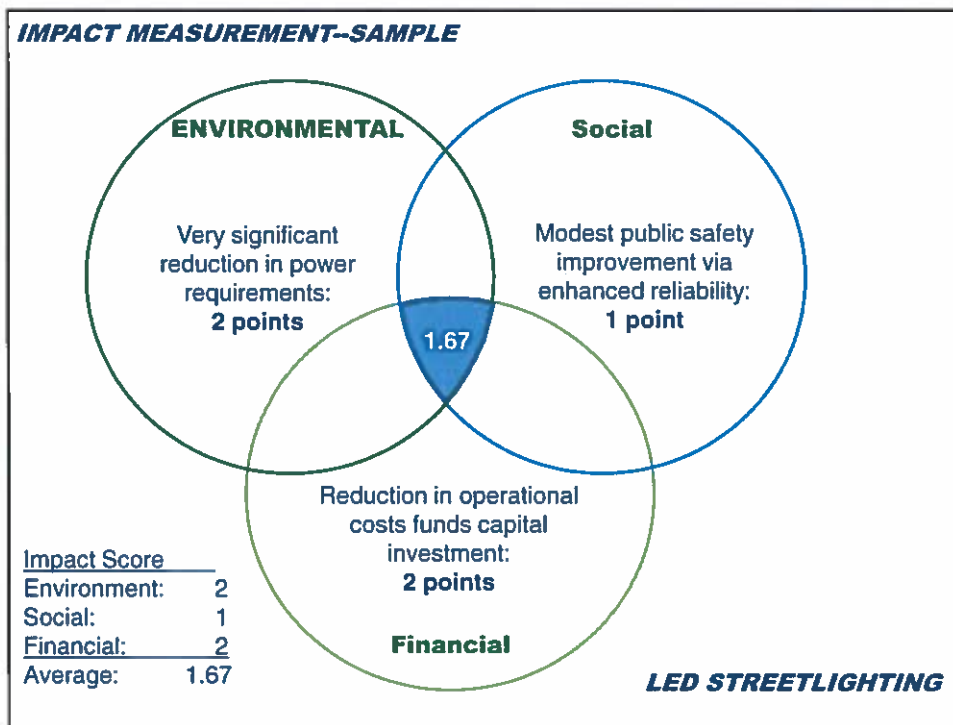 IMPACT MEASUREMENT--SAMPLE
ENVIRONMENTAL
Social
Very significant
reduction in power
requirements:
2 points
Modest public safety
improvement via
enhanced reliability:
1 point
1.67
Reduction in operational
costs funds capital
investment:
2 points
Financial
Impact Score
Environment: 2
Social: 1
Financial: 2
Average: 1.67
LED STREETLIGHTING